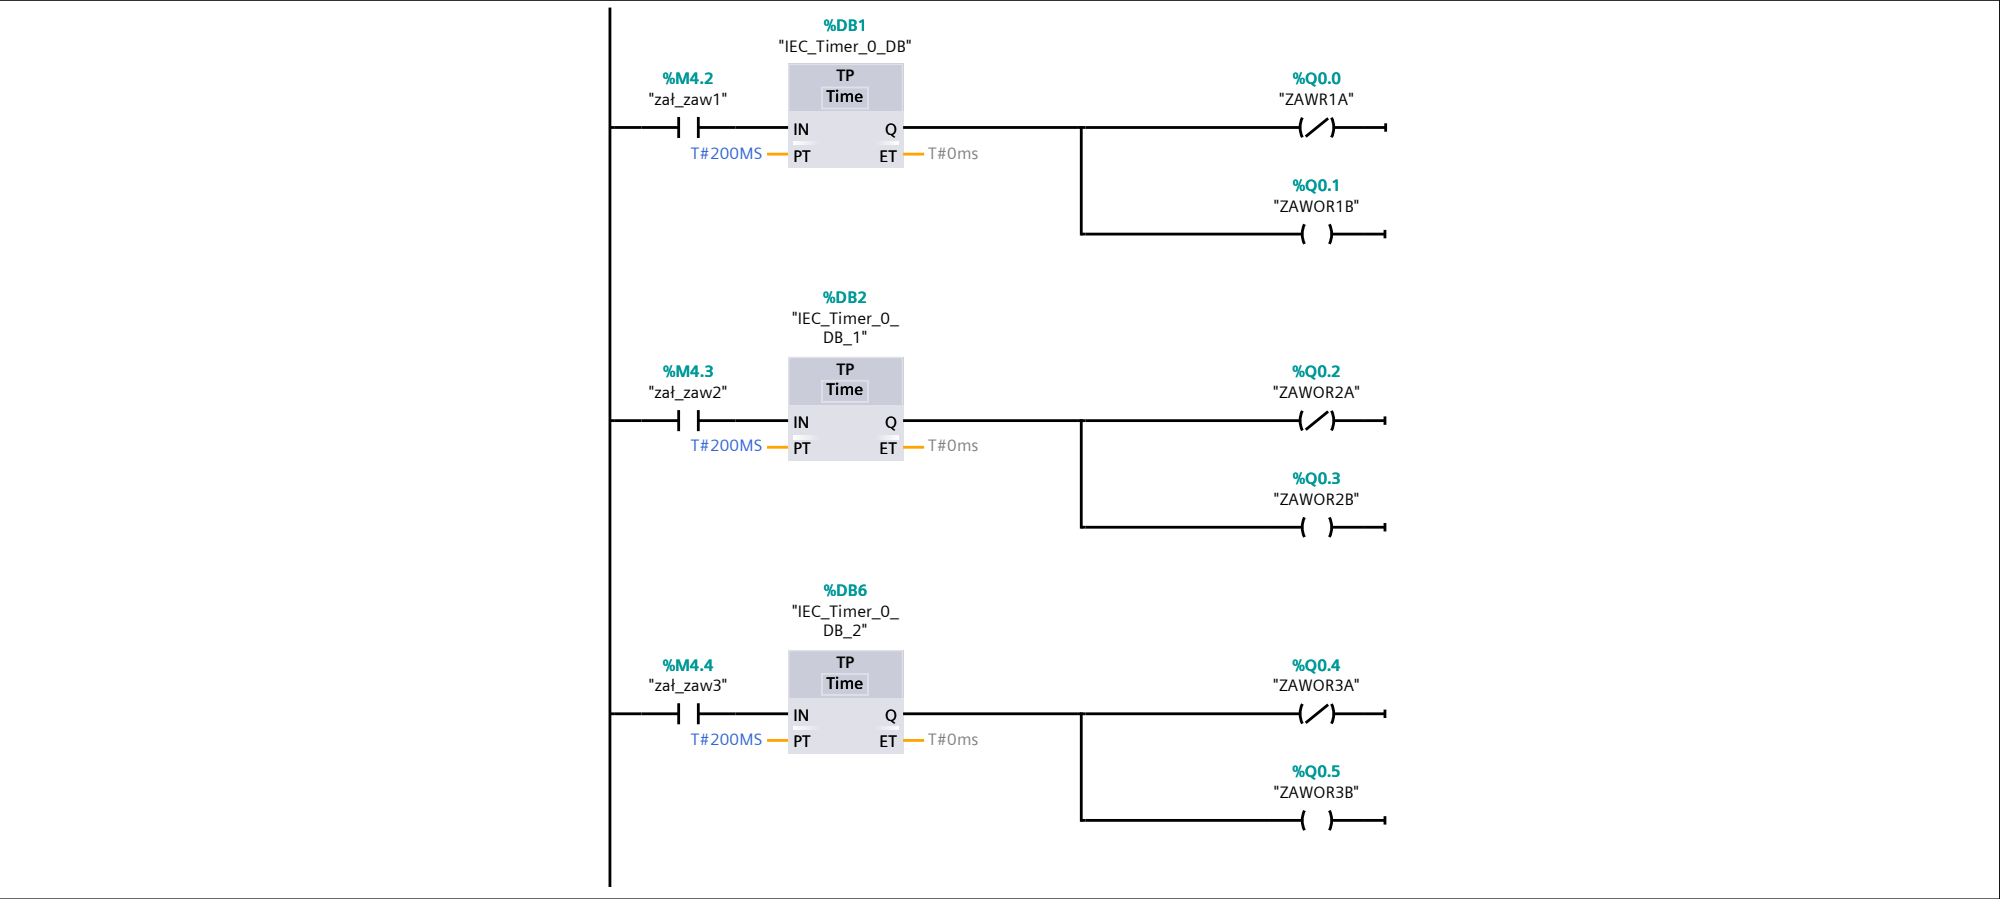 %DB1
"IEC_Timer_0_DB"
%M4.2
"zał_zaw1"
TP
Time
%Q0.0
"ZAWR1A"
IN
Q
T#200MS
PT
ET
T#0ms
%Q0.1
"ZAWOR1B"
%DB2
"IEC_Timer_0_
DB_1"
%M4.3
"zał_zaw2"
TP
Time
%Q0.2
"ZAWOR2A"
IN
Q
T#200MS
PT
ET
T#0ms
%Q0.3
"ZAWOR2B"
%DB6
"IEC_Timer_0_
DB_2"
%M4.4
"zał_zaw3"
TP
Time
%Q0.4
"ZAWOR3A"
IN
Q
T#200MS
PT
ET
T#0ms
%Q0.5
"ZAWOR3B"